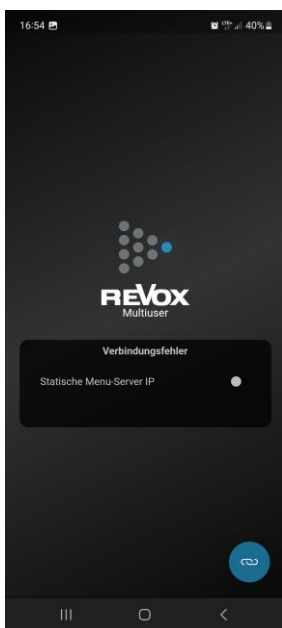 16:54 40%
REVOX
Multiuser
Verbindungsfehler
Statische Menu-Server IP